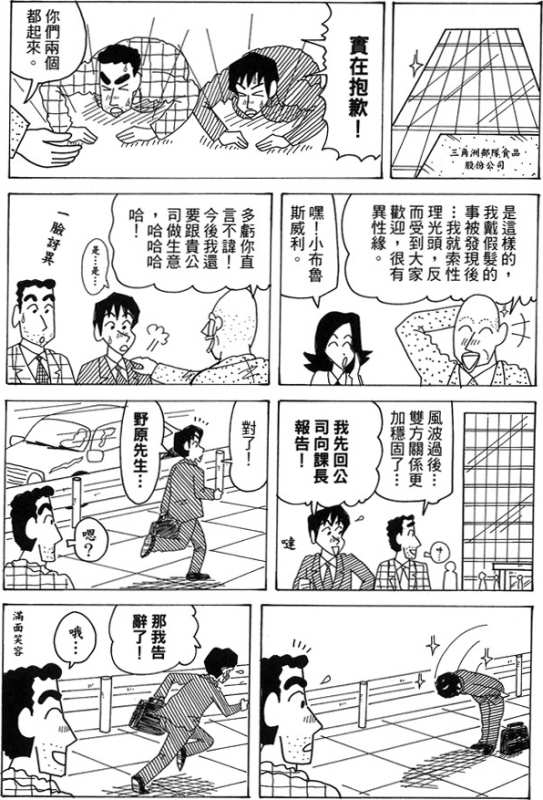 三角洲部隊食品
股份公司
實在抱歉！
你們兩個
都起來。
是這樣的，
我戴假髮的
事被發現後
…我就索性
理光頭，反
而受到大家
歡迎，很有
異性緣。
嘿！小布魯
斯威利。
多虧你直
言不諱！
今後我還
要跟貴公
司做生意
，哈哈哈
哈！
是…是…
一臉訝異
風波過後…
雙方關係更
加穩固了…
我先回公
司向課長
報告！
噠
對了！
野原先生…
嗯？
那我告
辭了！
哦…
滿面笑容